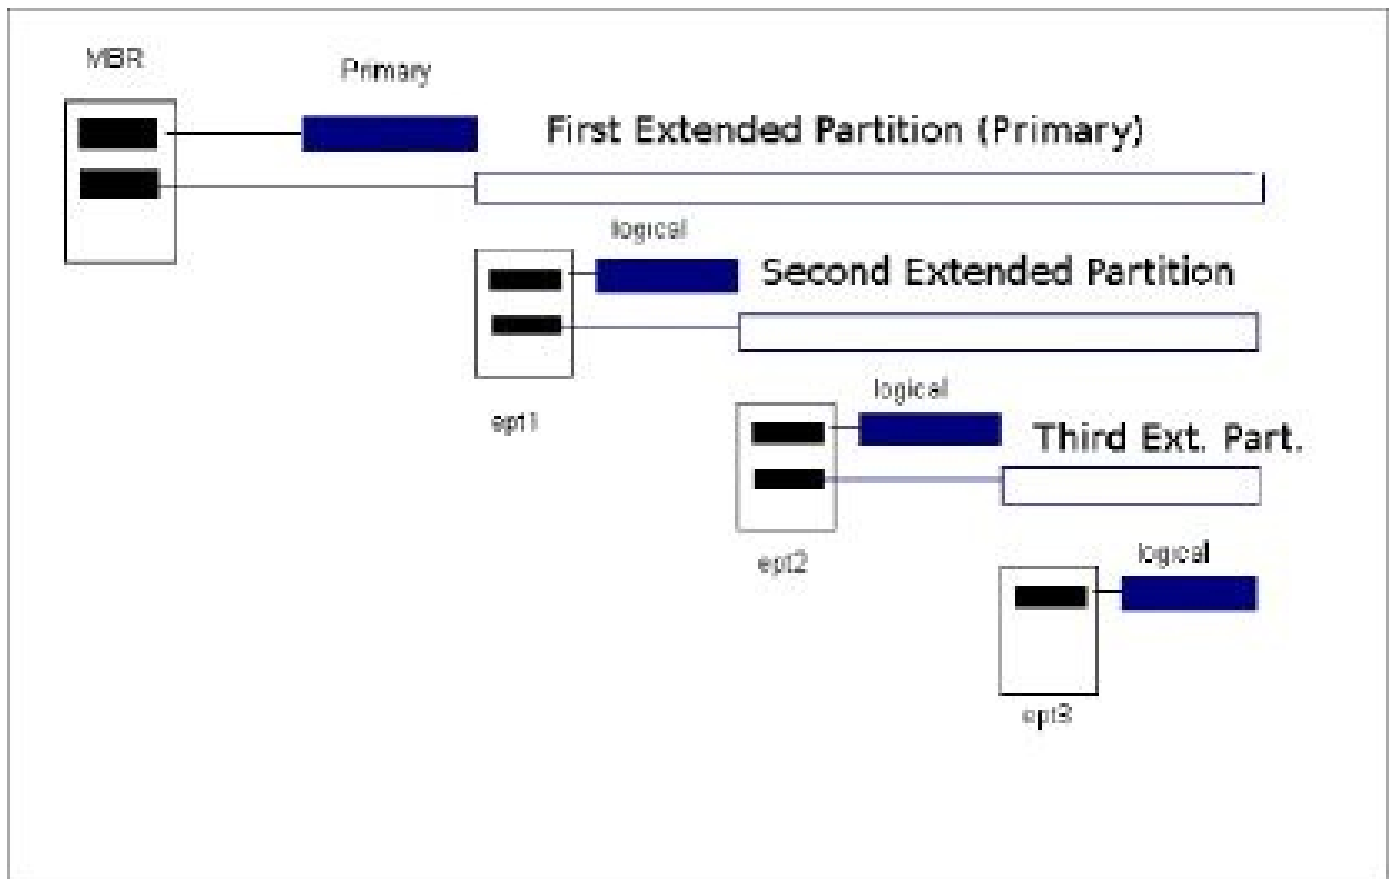 MBR
Primary
First Extended Partition (Primary)
logical
Second Extended Partition
ept1
logical
Third Ext. Part.
ept2
logical
ept3